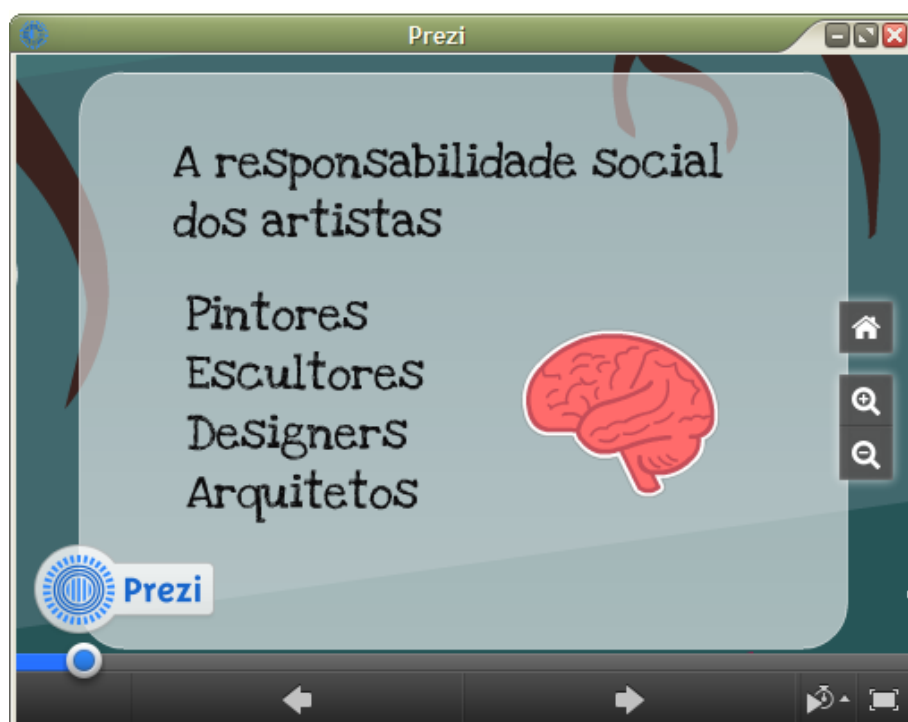 Prezi
A responsabilidade social
dos artistas
Pintores
Escultores
Designers
Arquitetos
Prezi